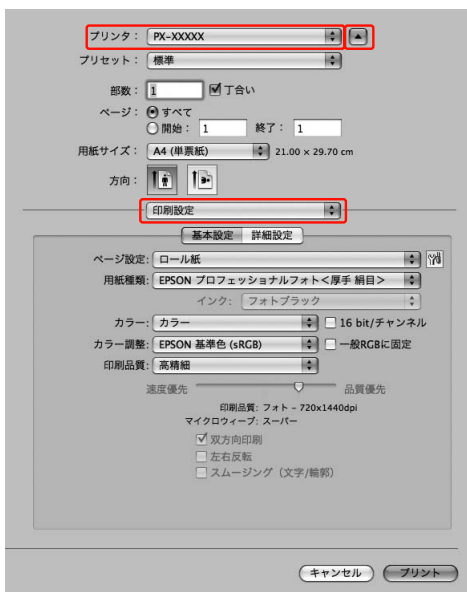 プリンタ： PX-XXXXX
プリセット： 標準
部数： 1 丁合い
ページ： すべて
開始： 1 終了： 1
用紙サイズ： A4 (単票紙) 21.00 x 29.70 cm
方向：
印刷設定
基本設定 詳細設定
ページ設定: ロール紙
用紙種類: EPSON プロフェッショナルフォト＜厚手 絹目＞
インク: フォトブラック
カラー: カラー 16 bit/チャンネル
カラー調整: EPSON 基準色 (sRGB) 一般RGBに固定
印刷品質: 高精細
速度優先 品質優先
印刷品質: フォト - 720x1440dpi
マイクロウィーブ: スーパー
双方向印刷
左右反転
スムージング（文字/輪郭）
キャンセル プリント